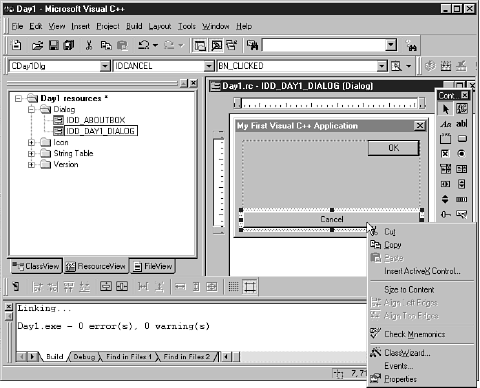 Day1 - Microsoft Visual C++
File Edit View Insert Project Build Layout Tools Window Help
CDay1Dlg IDCANCEL BN_CLICKED
Day1 resources *
Dialog
IDD_ABOUTBOX
IDD_DAY1_DIALOG
Icon
String Table
Version
ClassView ResourceView FileView
Day1.rc - IDD_DAY1_DIALOG (Dialog)
My First Visual C++ Application
OK
Cancel
Cont...
Aa ab|
Cut
Copy
Paste
Insert ActiveX Control...
Size to Content
Align Left Edges
Align Top Edges
Check Mnemonics
ClassWizard...
Events...
Properties
Linking...
Day1.exe - 0 error(s), 0 warning(s)
Build Debug Find in Files 1 Find in Files 2